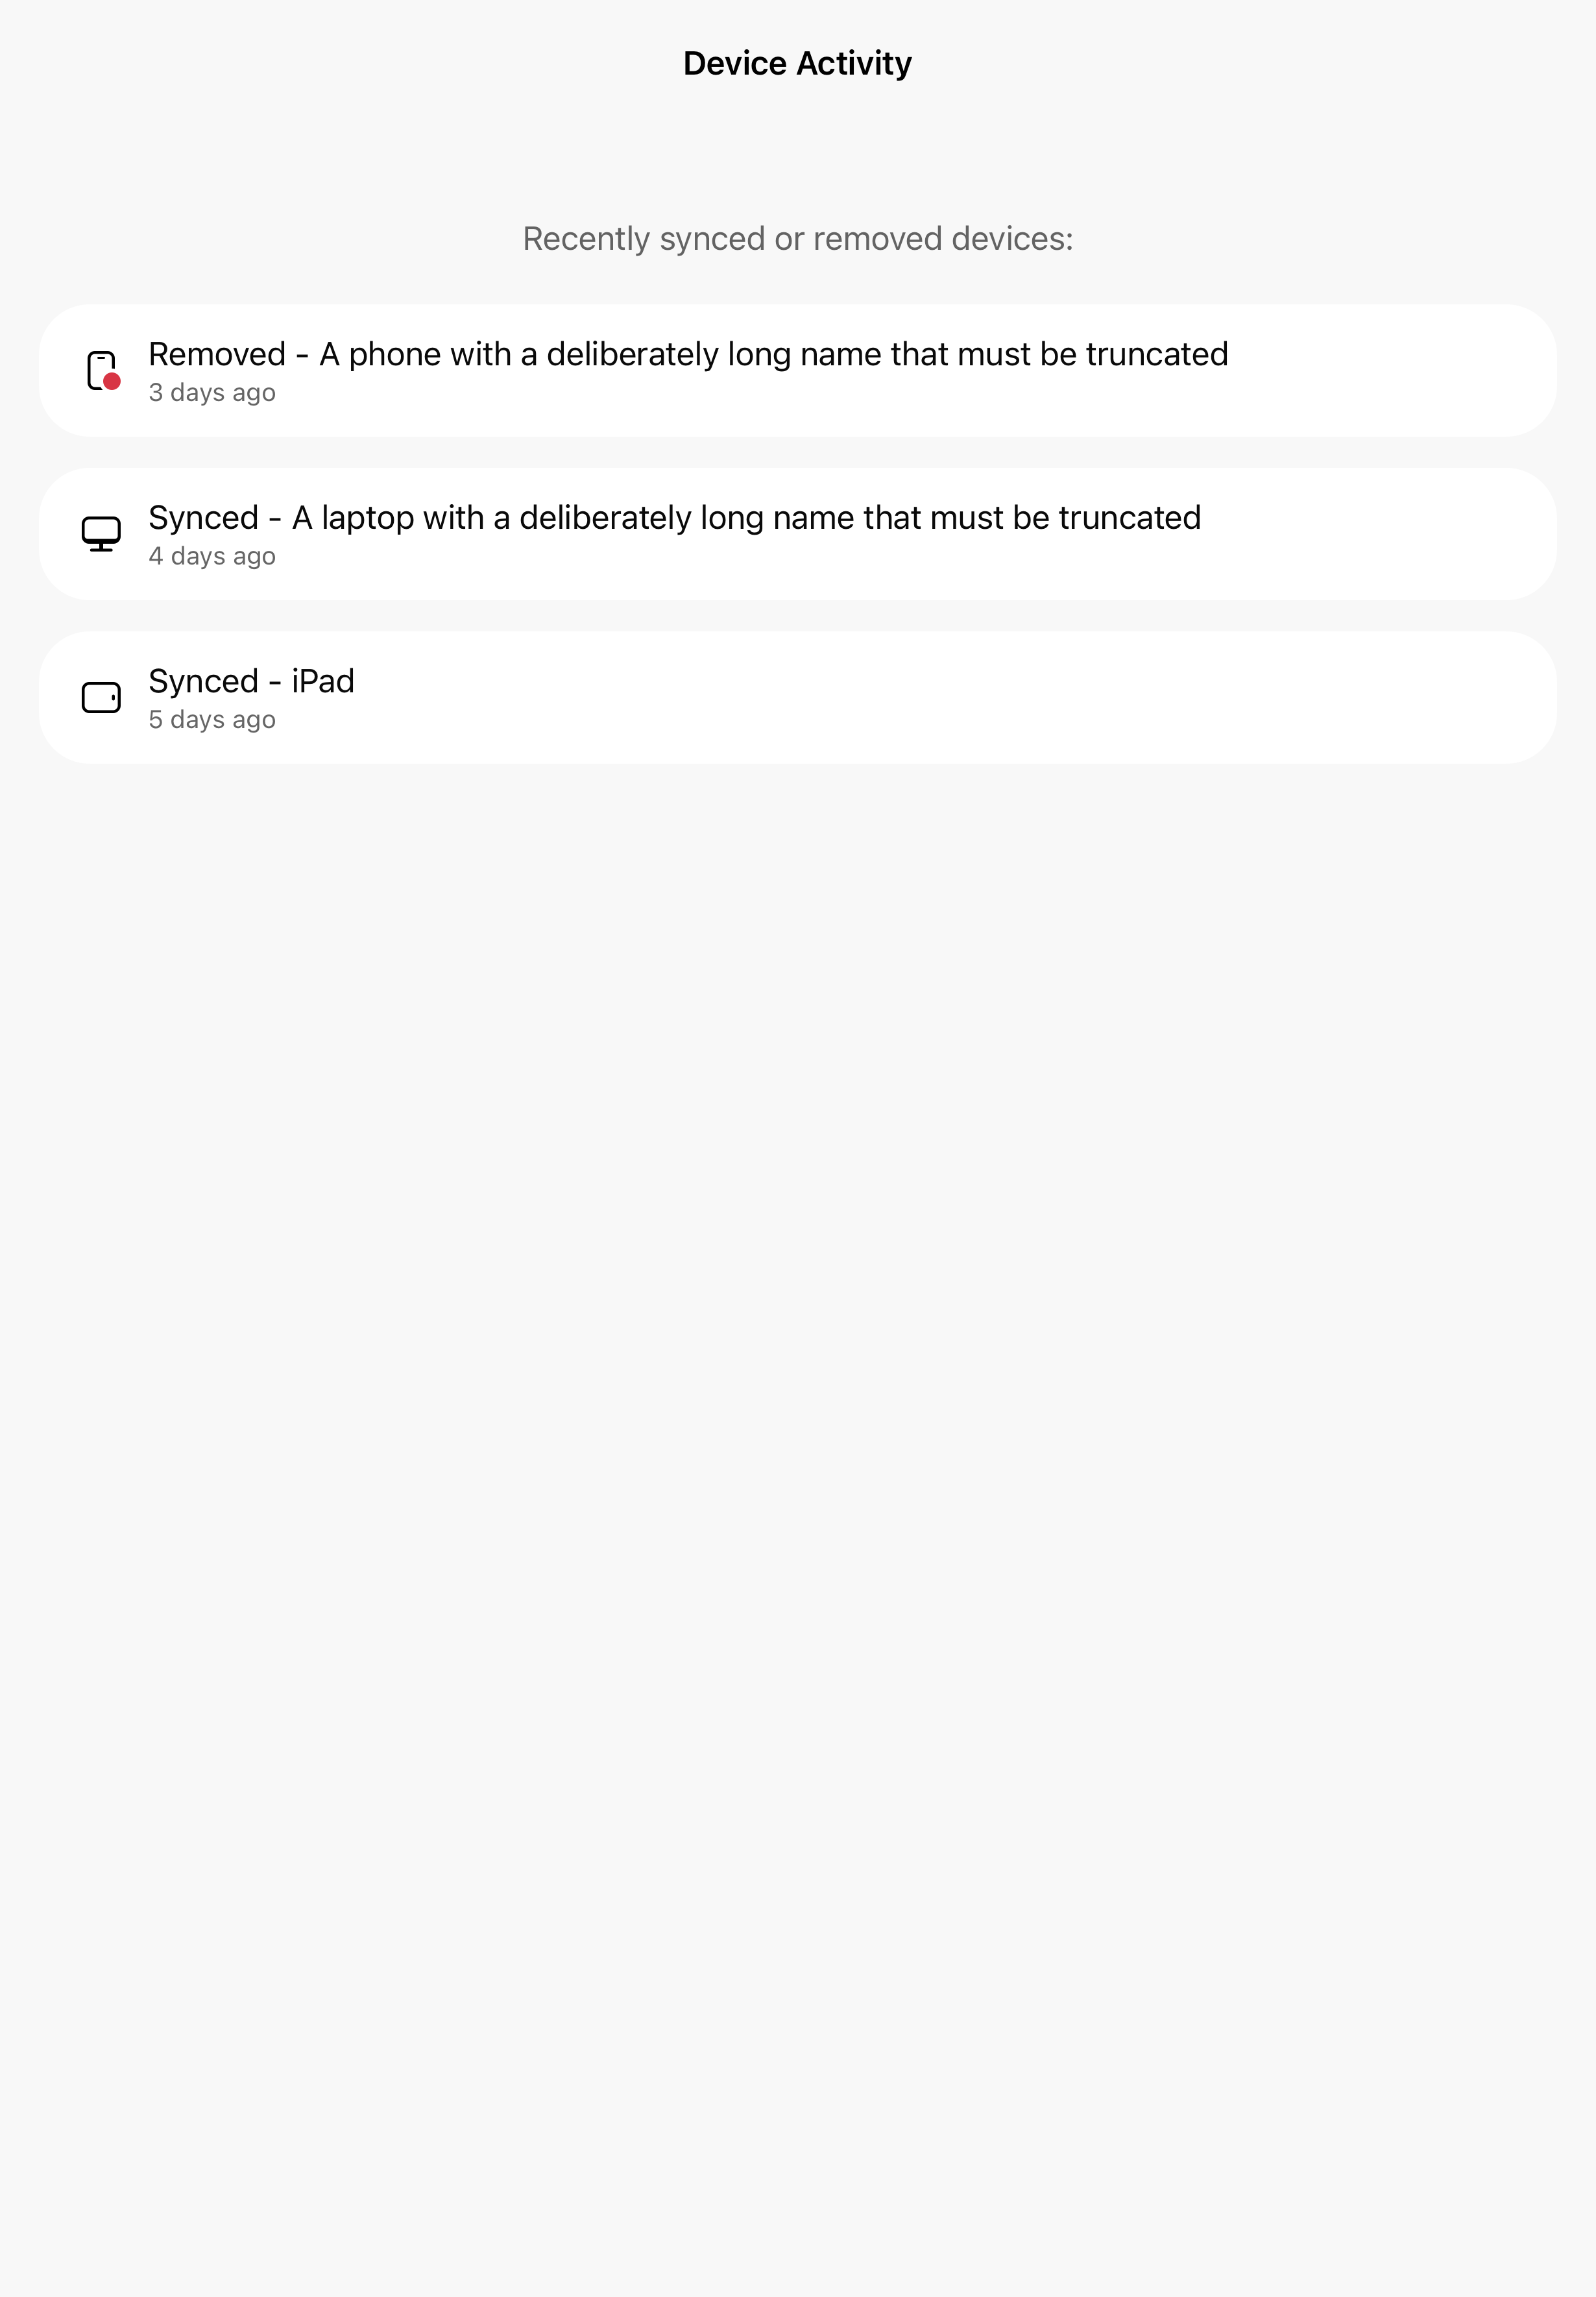 Device Activity
Recently synced or removed devices:
Removed - A phone with a deliberately long name that must be truncated
3 days ago
Synced - A laptop with a deliberately long name that must be truncated
4 days ago
Synced - iPad
5 days ago